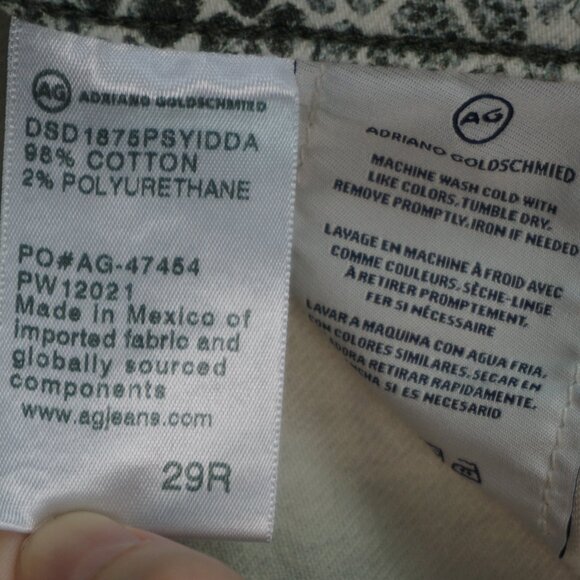 AG ADRIANO GOLDSCHMIED
DSD1875PSYIDDA
98% COTTON
2% POLYURETHANE
PO#AG-47454
PW12021
Made in Mexico of
imported fabric and
globally sourced
components
www.agjeans.com
29R
AG
ADRIANO GOLDSCHMIED
MACHINE WASH COLD WITH
LIKE COLORS. TUMBLE DRY.
REMOVE PROMPTLY. IRON IF NEEDED
LAVAGE EN MACHINE À FROID AVEC
COMME COULEURS. SÈCHE-LINGE
À RETIRER PROMPTEMENT.
FER SI NÉCESSAIRE
LAVAR A MAQUINA CON AGUA FRIA.
CON COLORES SIMILARES. SECAR EN
RETIRAR RAPIDAMENTE.
SI ES NECESARIO